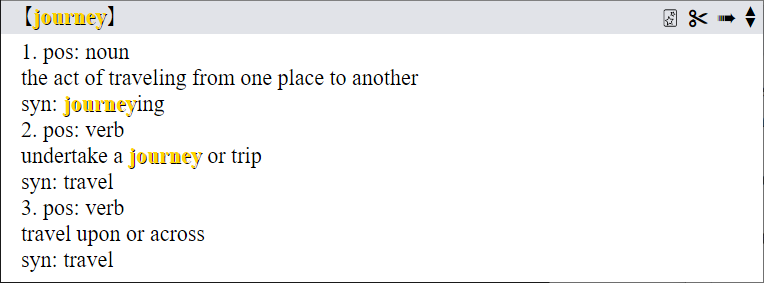 【journey】
1. pos: noun
the act of traveling from one place to another
syn: journeying
2. pos: verb
undertake a journey or trip
syn: travel
3. pos: verb
travel upon or across
syn: travel